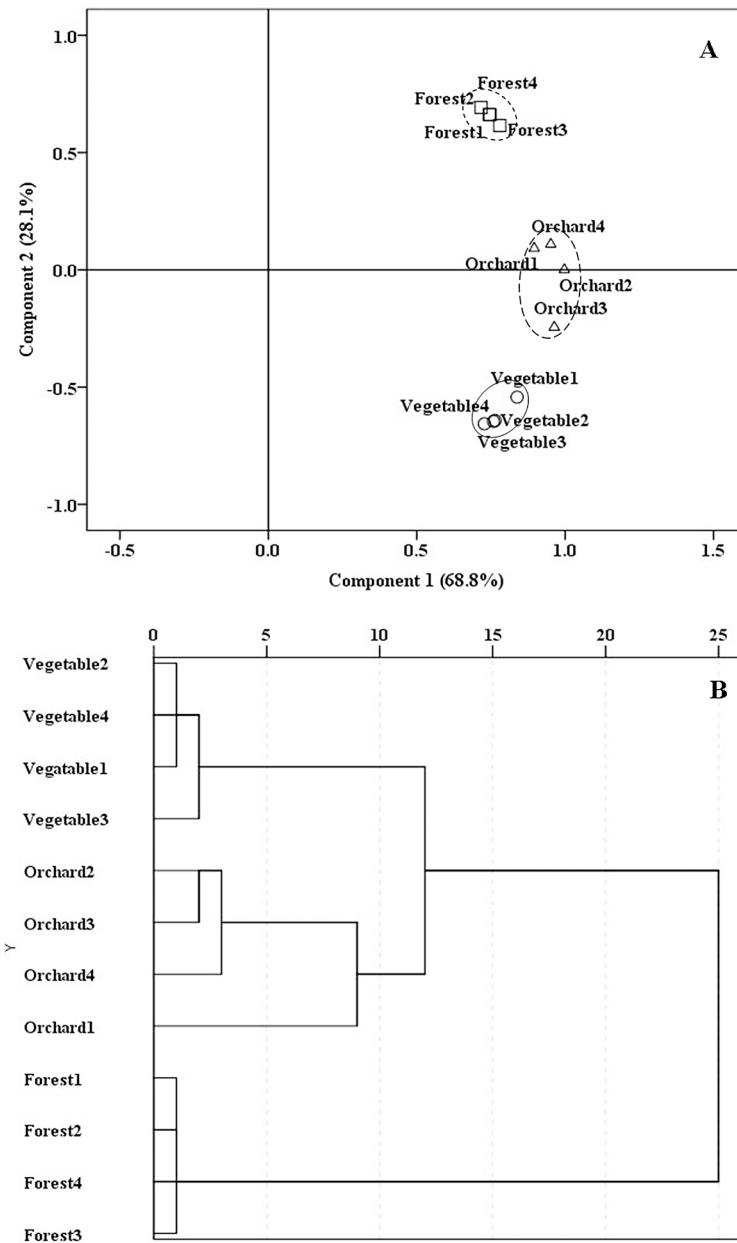 A
1.0
Forest4
Forest2
Forest1
Forest3
0.5
Component 2 (28.1%)
Orchard4
Orchard1
0.0
Orchard2
Orchard3
-0.5
Vegetable1
Vegetable4
Vegetable2
Vegetable3
-1.0
-0.5 0.0 0.5 1.0 1.5
Component 1 (68.8%)
0 5 10 15 20 25
B
Vegetable2
Vegetable4
Vegatable1
Vegetable3
Orchard2
Orchard3
Y
Orchard4
Orchard1
Forest1
Forest2
Forest4
Forest3